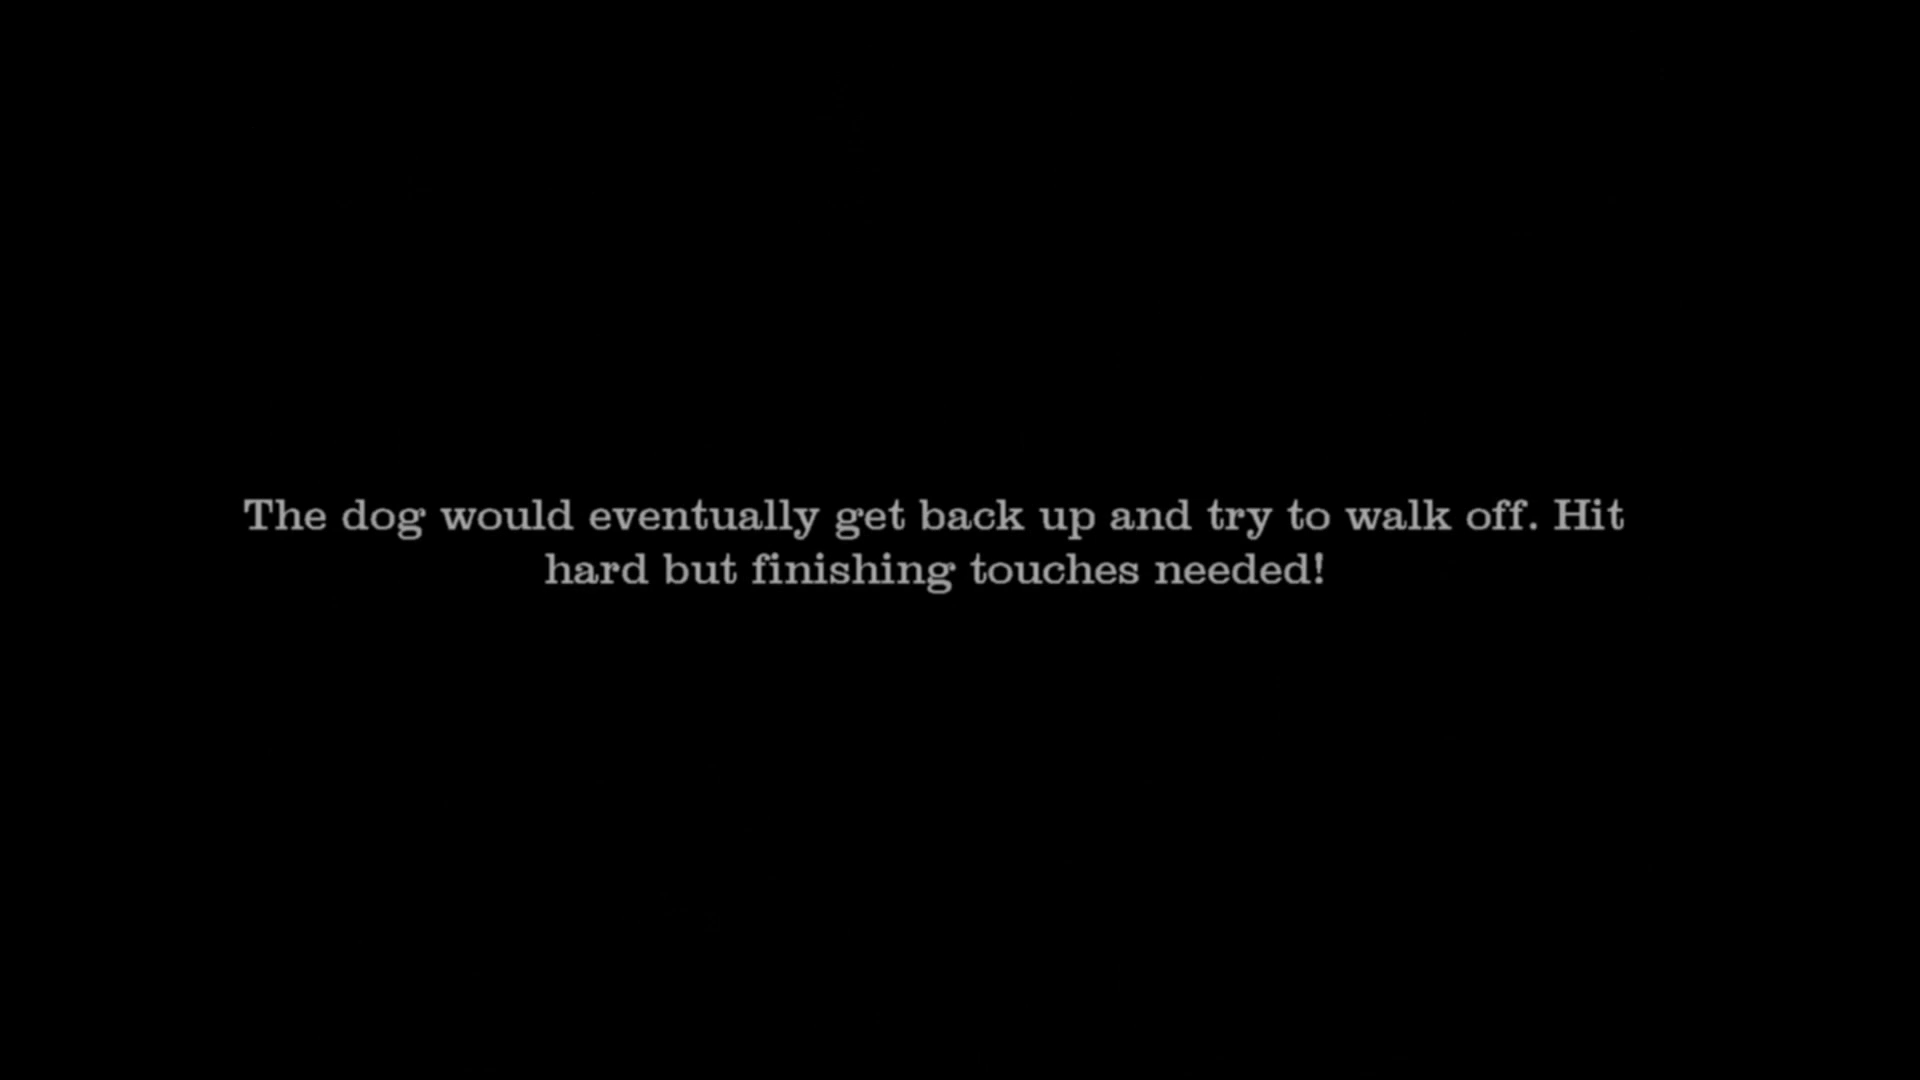 The dog would eventually get back up and try to walk off. Hit
hard but finishing touches needed!